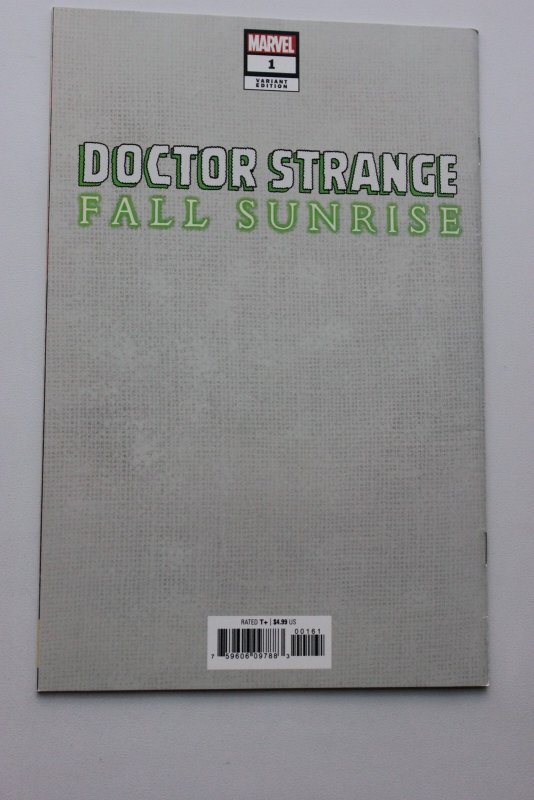 MARVEL
1
VARIANT
EDITION
DOCTOR STRANGE
FALL SUNRISE
RATED T+ | $4.99 US
00161
7 59606 09788 3